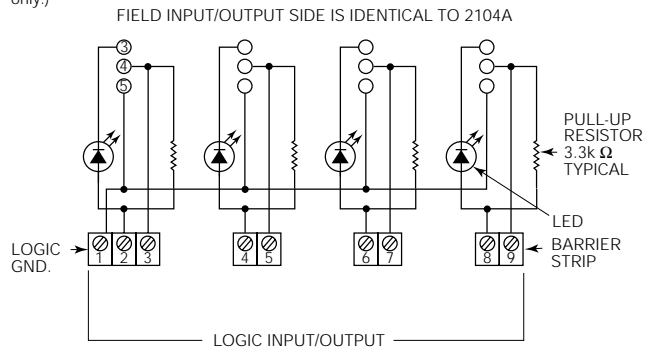 only.)
FIELD INPUT/OUTPUT SIDE IS IDENTICAL TO 2104A
3
4
5
PULL-UP
RESISTOR
3.3k Ω
TYPICAL
LED
LOGIC
GND.
1 2 3 4 5 6 7 8 9
BARRIER
STRIP
LOGIC INPUT/OUTPUT